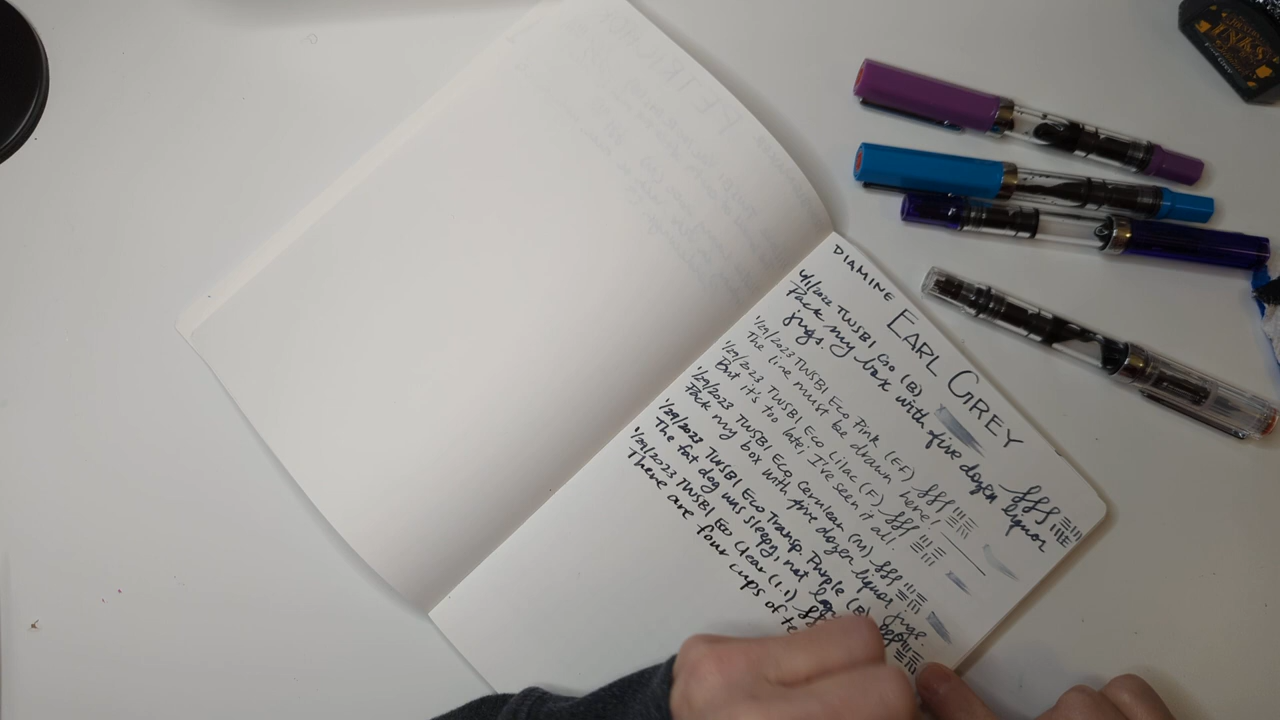 DIAMINE EARL GREY
6/1/2022 TWSBI Go (B)
Pack my box with five dozen liquor
jugs.
1/29/2023 TWSBI Eco Pink (EF)
The line must be drawn here!
1/29/2023 TWSBI Eco Lilac (F)
But it's too late; I've seen it all.
1/29/2023 TWSBI Eco Cerulean (M)
Pack my box with five dozen liquor jugs.
1/29/2023 TWSBI Eco Transp. Purple (B)
The fat dog was sleepy, not
1/29/2023 TWSBI Eco Clear (1.1)
There are four cups of
INKS